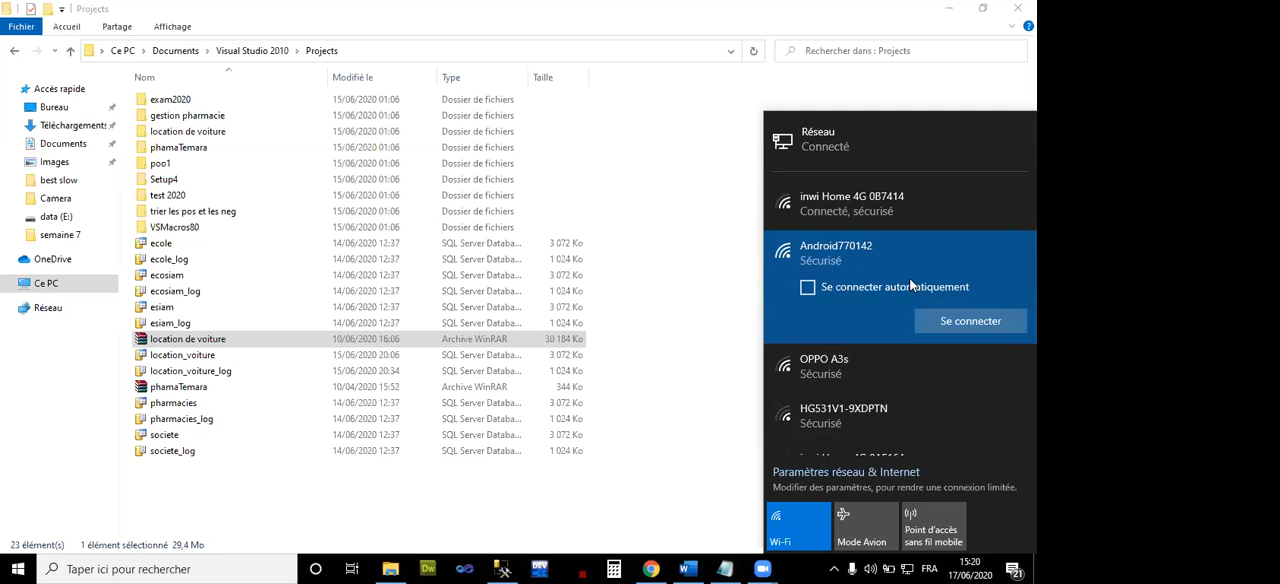 Projects
Fichier Accueil Partage Affichage
Ce PC > Documents > Visual Studio 2010 > Projects
Rechercher dans : Projects
Nom Modifié le Type Taille
Accès rapide
Bureau
Téléchargements
Documents
Images
best slow
Camera
data (E:)
semaine 7
OneDrive
Ce PC
Réseau
exam2020 15/06/2020 01:06 Dossier de fichiers
gestion pharmacie 15/06/2020 01:06 Dossier de fichiers
location de voiture 15/06/2020 01:06 Dossier de fichiers
phamaTemara 15/06/2020 01:06 Dossier de fichiers
poo1 15/06/2020 01:06 Dossier de fichiers
Setup4 15/06/2020 01:06 Dossier de fichiers
test 2020 15/06/2020 01:06 Dossier de fichiers
trier les pos et les neg 15/06/2020 01:06 Dossier de fichiers
VSMacros80 15/06/2020 01:06 Dossier de fichiers
ecole 14/06/2020 12:37 SQL Server Databa... 3 072 Ko
ecole_log 14/06/2020 12:37 SQL Server Databa... 1 024 Ko
ecosiam 14/06/2020 12:37 SQL Server Databa... 3 072 Ko
ecosiam_log 14/06/2020 12:37 SQL Server Databa... 1 024 Ko
esiam 14/06/2020 12:37 SQL Server Databa... 3 072 Ko
esiam_log 14/06/2020 12:37 SQL Server Databa... 1 024 Ko
location de voiture 10/06/2020 16:06 Archive WinRAR 30 184 Ko
location_voiture 15/06/2020 20:06 SQL Server Databa... 3 072 Ko
location_voiture_log 15/06/2020 20:34 SQL Server Databa... 1 024 Ko
phamaTemara 10/04/2020 15:52 Archive WinRAR 344 Ko
pharmacies 14/06/2020 12:37 SQL Server Databa... 3 072 Ko
pharmacies_log 14/06/2020 12:37 SQL Server Databa... 1 024 Ko
societe 14/06/2020 12:37 SQL Server Databa... 3 072 Ko
societe_log 14/06/2020 12:37 SQL Server Databa... 1 024 Ko
23 élément(s) 1 élément sélectionné 29,4 Mo
Réseau
Connecté
inwi Home 4G 0B7414
Connecté, sécurisé
Android770142
Sécurisé
Se connecter automatiquement
Se connecter
OPPO A3s
Sécurisé
HG531V1-9XDPTN
Sécurisé
inwi Home 4G
Paramètres réseau & Internet
Modifier des paramètres, pour rendre une connexion limitée.
Wi-Fi
Mode Avion
Point d'accès
sans fil mobile
Taper ici pour rechercher
Dw
DEV
FRA
15:20
17/06/2020
21